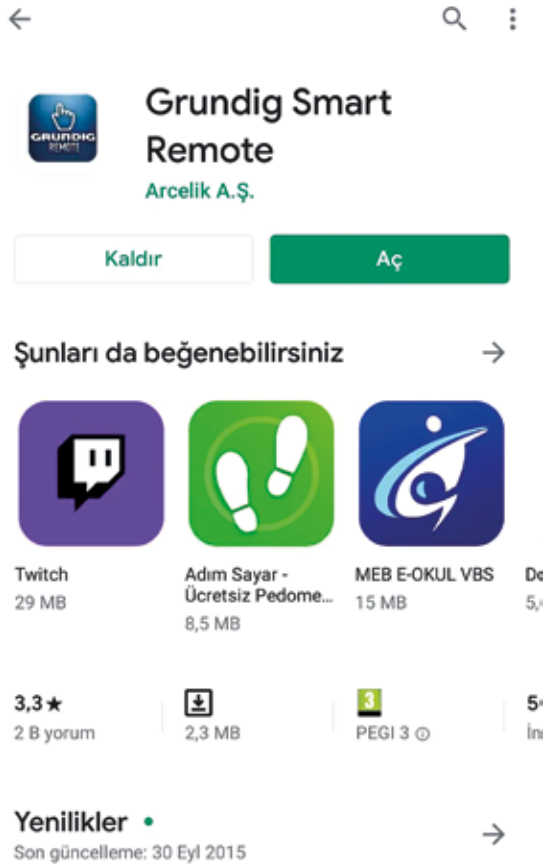 Grundig Smart
Remote
GRUNDIG
REMOTE
Arcelik A.Ş.
Kaldır
Aç
Şunları da beğenebilirsiniz
Twitch
29 MB
Adım Sayar -
Ücretsiz Pedome...
8,5 MB
MEB E-OKUL VBS
15 MB
5,
3,3★
2 B yorum
2,3 MB
3
PEGI 3
5
Yenilikler
Son güncelleme: 30 Eyl 2015